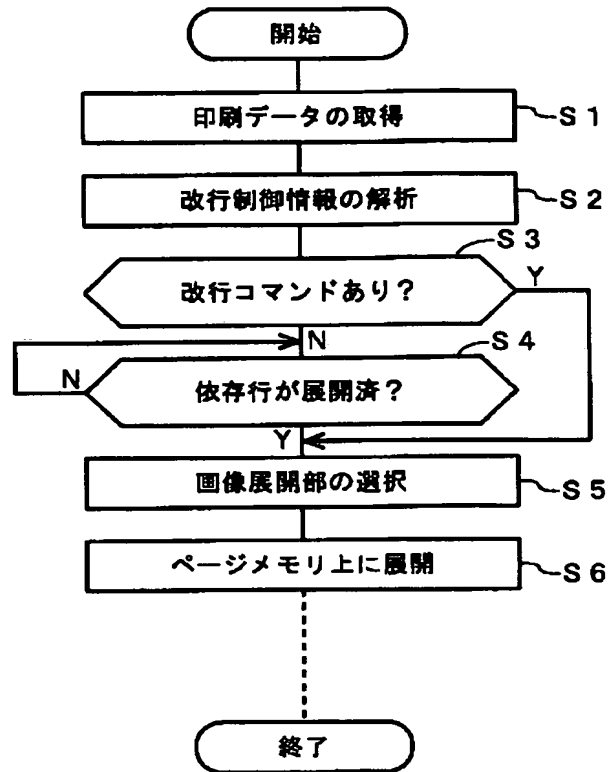 開始
印刷データの取得
S1
改行制御情報の解析
S2
S3
改行コマンドあり？
Y
N
S4
N
依存行が展開済？
Y
画像展開部の選択
S5
ページメモリ上に展開
S6
終了